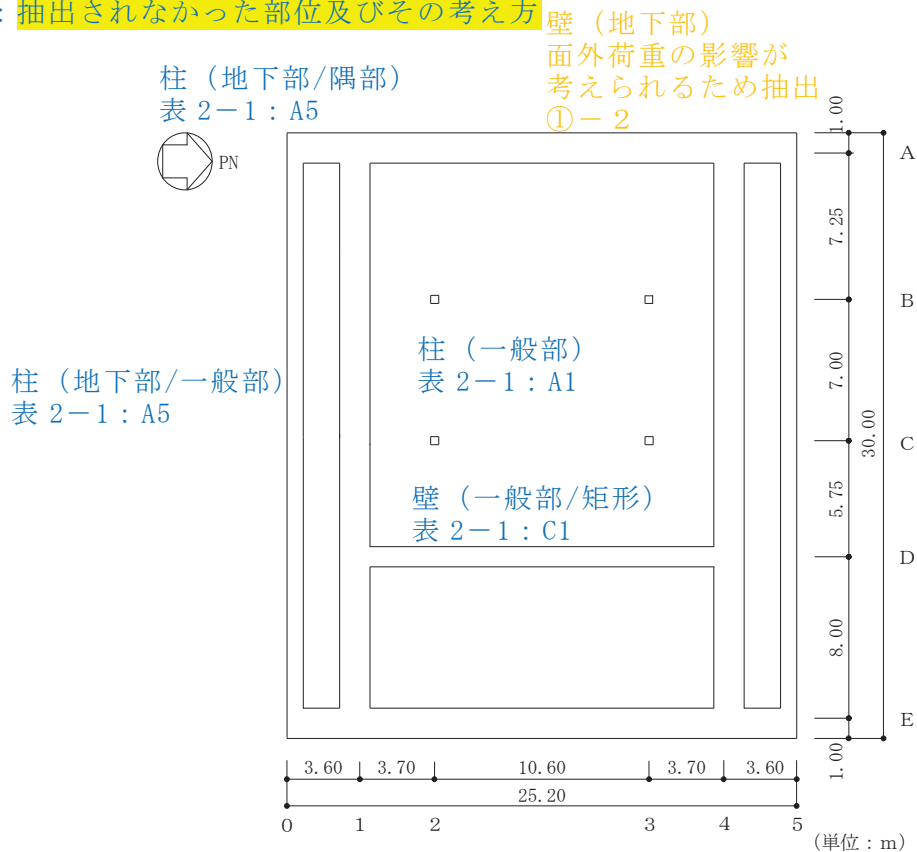 ：抽出されなかった部位及びその考え方
壁（地下部）
面外荷重の影響が
考えられるため抽出
①－２
柱（地下部/隅部）
表 2－1：A5
PN
柱（一般部）
表 2－1：A1
柱（地下部/一般部）
表 2－1：A5
壁（一般部/矩形）
表 2－1：C1
1.00
A
7.25
B
7.00
30.00
C
5.75
D
8.00
E
1.00
3.60
3.70
10.60
3.70
3.60
25.20
0
1
2
3
4
5
(単位：m)